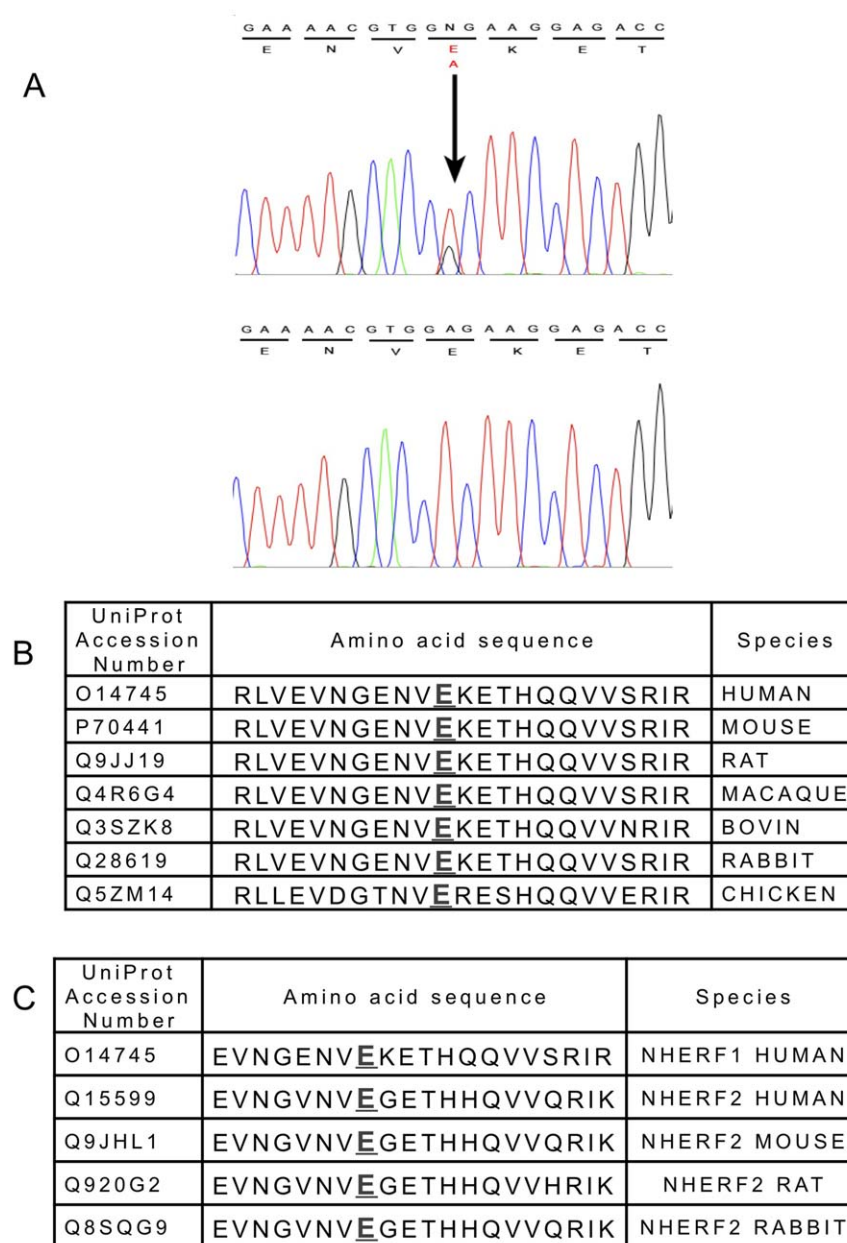 GAA AAC GTG GNG AAG GAG ACC
E N V E K E T
A
A
GAA AAC GTG GAG AAG GAG ACC
E N V E K E T
B
UniProt Accession Number Amino acid sequence Species
O14745 RLVEVNGENVEKETHQQVVSRIR HUMAN
P70441 RLVEVNGENVEKETHQQVVSRIR MOUSE
Q9JJ19 RLVEVNGENVEKETHQQVVSRIR RAT
Q4R6G4 RLVEVNGENVEKETHQQVVSRIR MACAQUE
Q3SZK8 RLVEVNGENVEKETHQQVVNRIR BOVIN
Q28619 RLVEVNGENVEKETHQQVVSRIR RABBIT
Q5ZM14 RLLEVDGTNVERESHQQVVERIR CHICKEN
C
UniProt Accession Number Amino acid sequence Species
O14745 EVNGENVEKETHQQVVSRIR NHERF1 HUMAN
Q15599 EVNGVNVEGETHHQVVQRIK NHERF2 HUMAN
Q9JHL1 EVNGVNVEGETHHQVVQRIK NHERF2 MOUSE
Q920G2 EVNGVNVEGETHHQVVHRIK NHERF2 RAT
Q8SQG9 EVNGVNVEGETHHQVVQRIK NHERF2 RABBIT